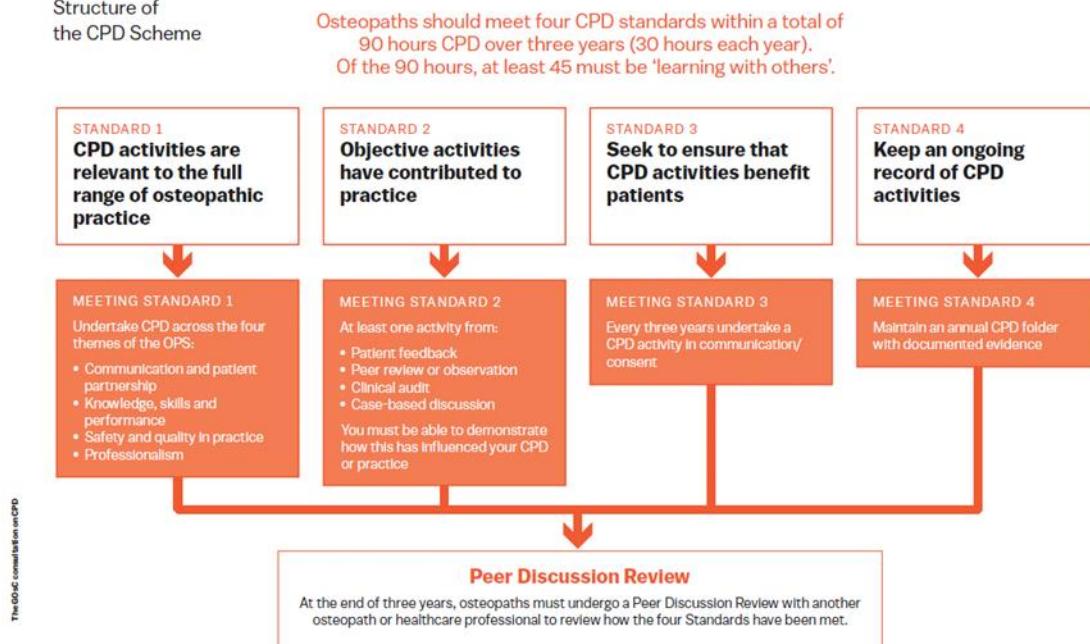 Structure of
the CPD Scheme
Osteopaths should meet four CPD standards within a total of
90 hours CPD over three years (30 hours each year).
Of the 90 hours, at least 45 must be ‘learning with others’.
STANDARD 1
CPD activities are
relevant to the full
range of osteopathic
practice
MEETING STANDARD 1
Undertake CPD across the four
themes of the OPS:
• Communication and patient
partnership
• Knowledge, skills and
performance
• Safety and quality in practice
• Professionalism
STANDARD 2
Objective activities
have contributed to
practice
MEETING STANDARD 2
At least one activity from:
• Patient feedback
• Peer review or observation
• Clinical audit
• Case-based discussion
You must be able to demonstrate
how this has influenced your CPD
or practice
STANDARD 3
Seek to ensure that
CPD activities benefit
patients
MEETING STANDARD 3
Every three years undertake a
CPD activity in communication/
consent
STANDARD 4
Keep an ongoing
record of CPD
activities
MEETING STANDARD 4
Maintain an annual CPD folder
with documented evidence
Peer Discussion Review
At the end of three years, osteopaths must undergo a Peer Discussion Review with another
osteopath or healthcare professional to review how the four Standards have been met.
The GOsC consultation on CPD